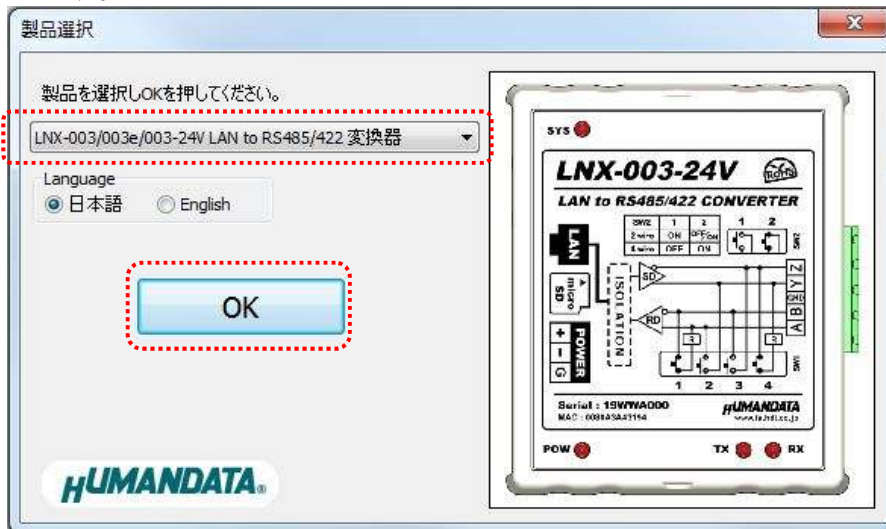 製品選択
製品を選択しOKを押してください。
LNX-003/003e/003-24V LAN to RS485/422 変換器
Language
日本語 English
OK
HUMANDATA®
SYS
LNX-003-24V RoHS
LAN to RS485/422 CONVERTER
SW2 1 2
2 wire ON OFF/ON
4 wire OFF ON
1 2
SW2
LAN
micro SD
POWER
+ - G
ISOLATION
SD
RD
Z Y GND B A
R R
1 2 3 4
SW1
Serial : 19WWA000
HUMANDATA
POW TX RX